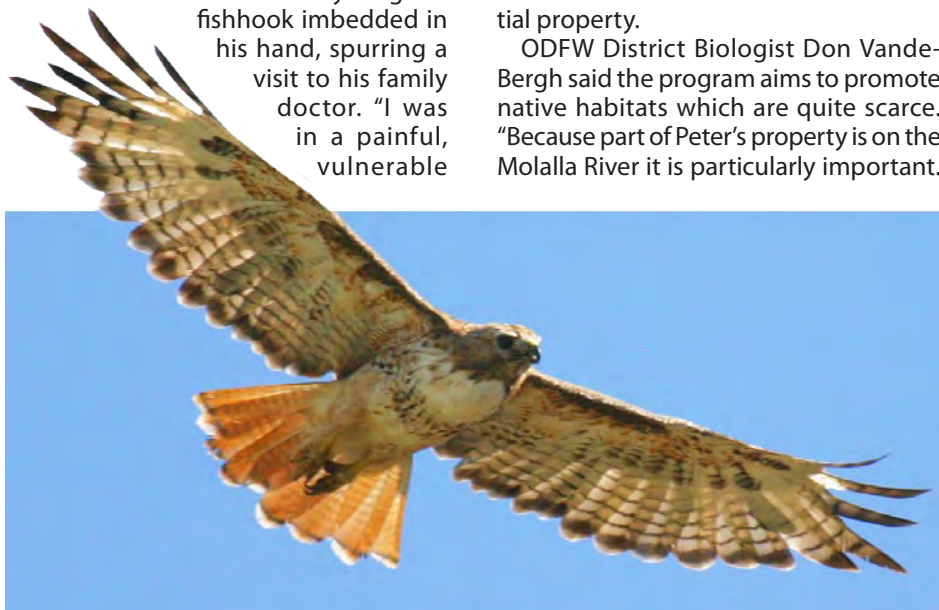 fishhook imbedded in
his hand, spurring a
visit to his family
doctor. “I was
in a painful,
vulnerable
tial property.
ODFW District Biologist Don Vande-
Bergh said the program aims to promote
native habitats which are quite scarce.
“Because part of Peter’s property is on the
Molalla River it is particularly important.